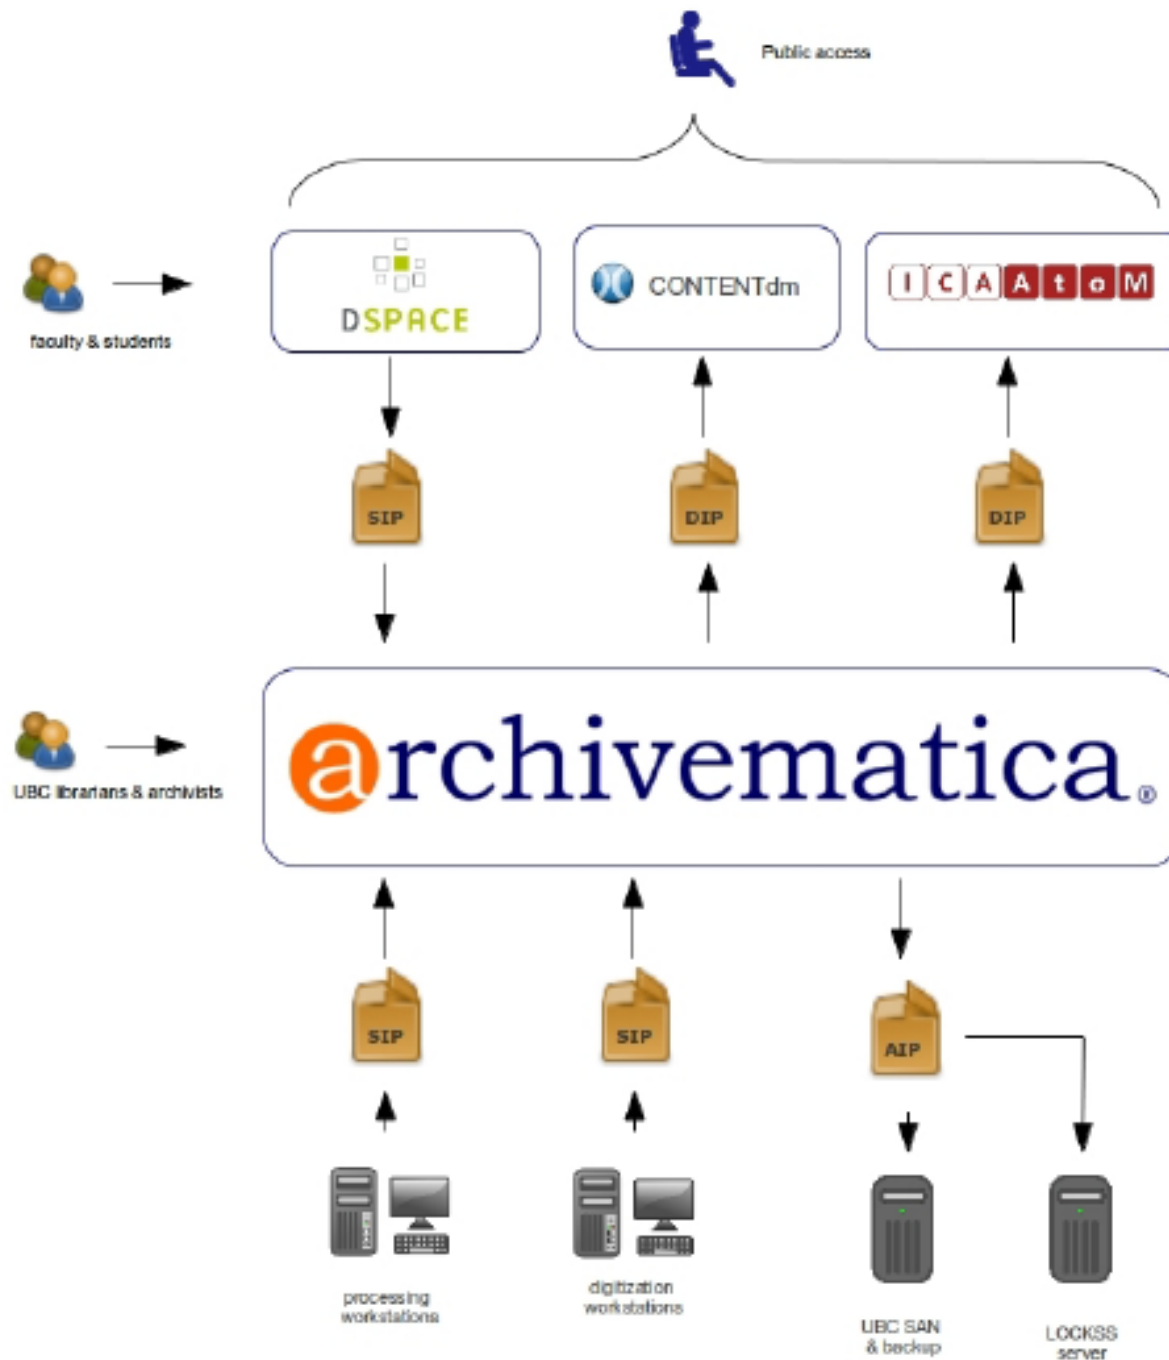 Public access
DSPACE
CONTENTdm
ICAAtoM
faculty & students
SIP
DIP
DIP
UBC librarians & archivists
archivematica®
SIP
SIP
AIP
processing
workstations
digitization
workstations
UBC SAN
& backup
LOCKSS
server